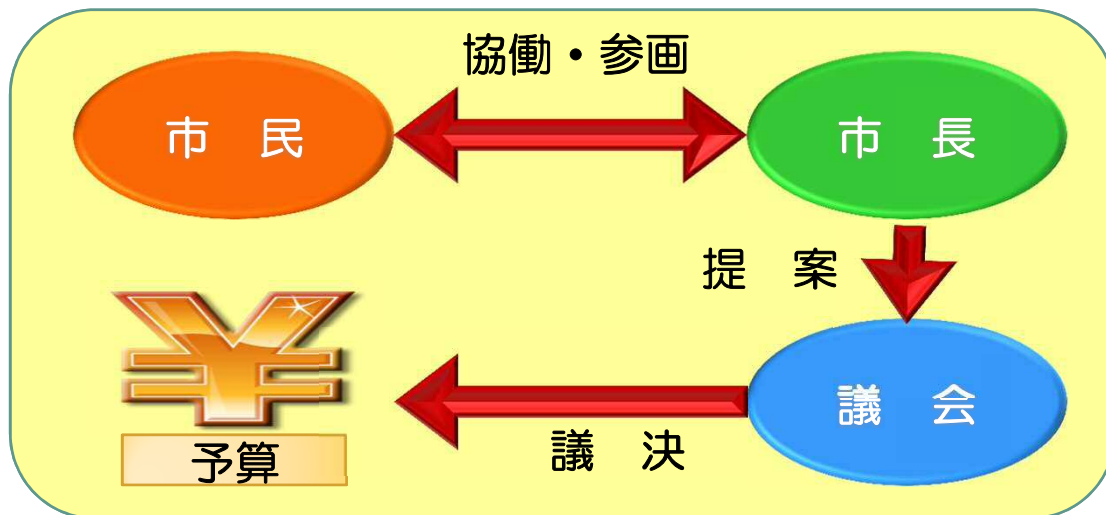 協働・参画
市 民
市 長
提 案
議 会
議 決
¥
予算